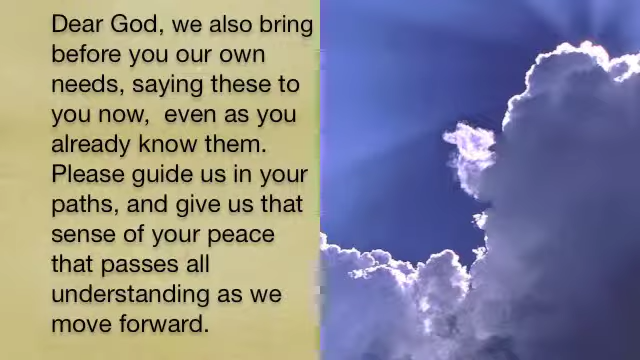 Dear God, we also bring
before you our own
needs, saying these to
you now,  even as you
already know them.
Please guide us in your
paths, and give us that
sense of your peace
that passes all
understanding as we
move forward.